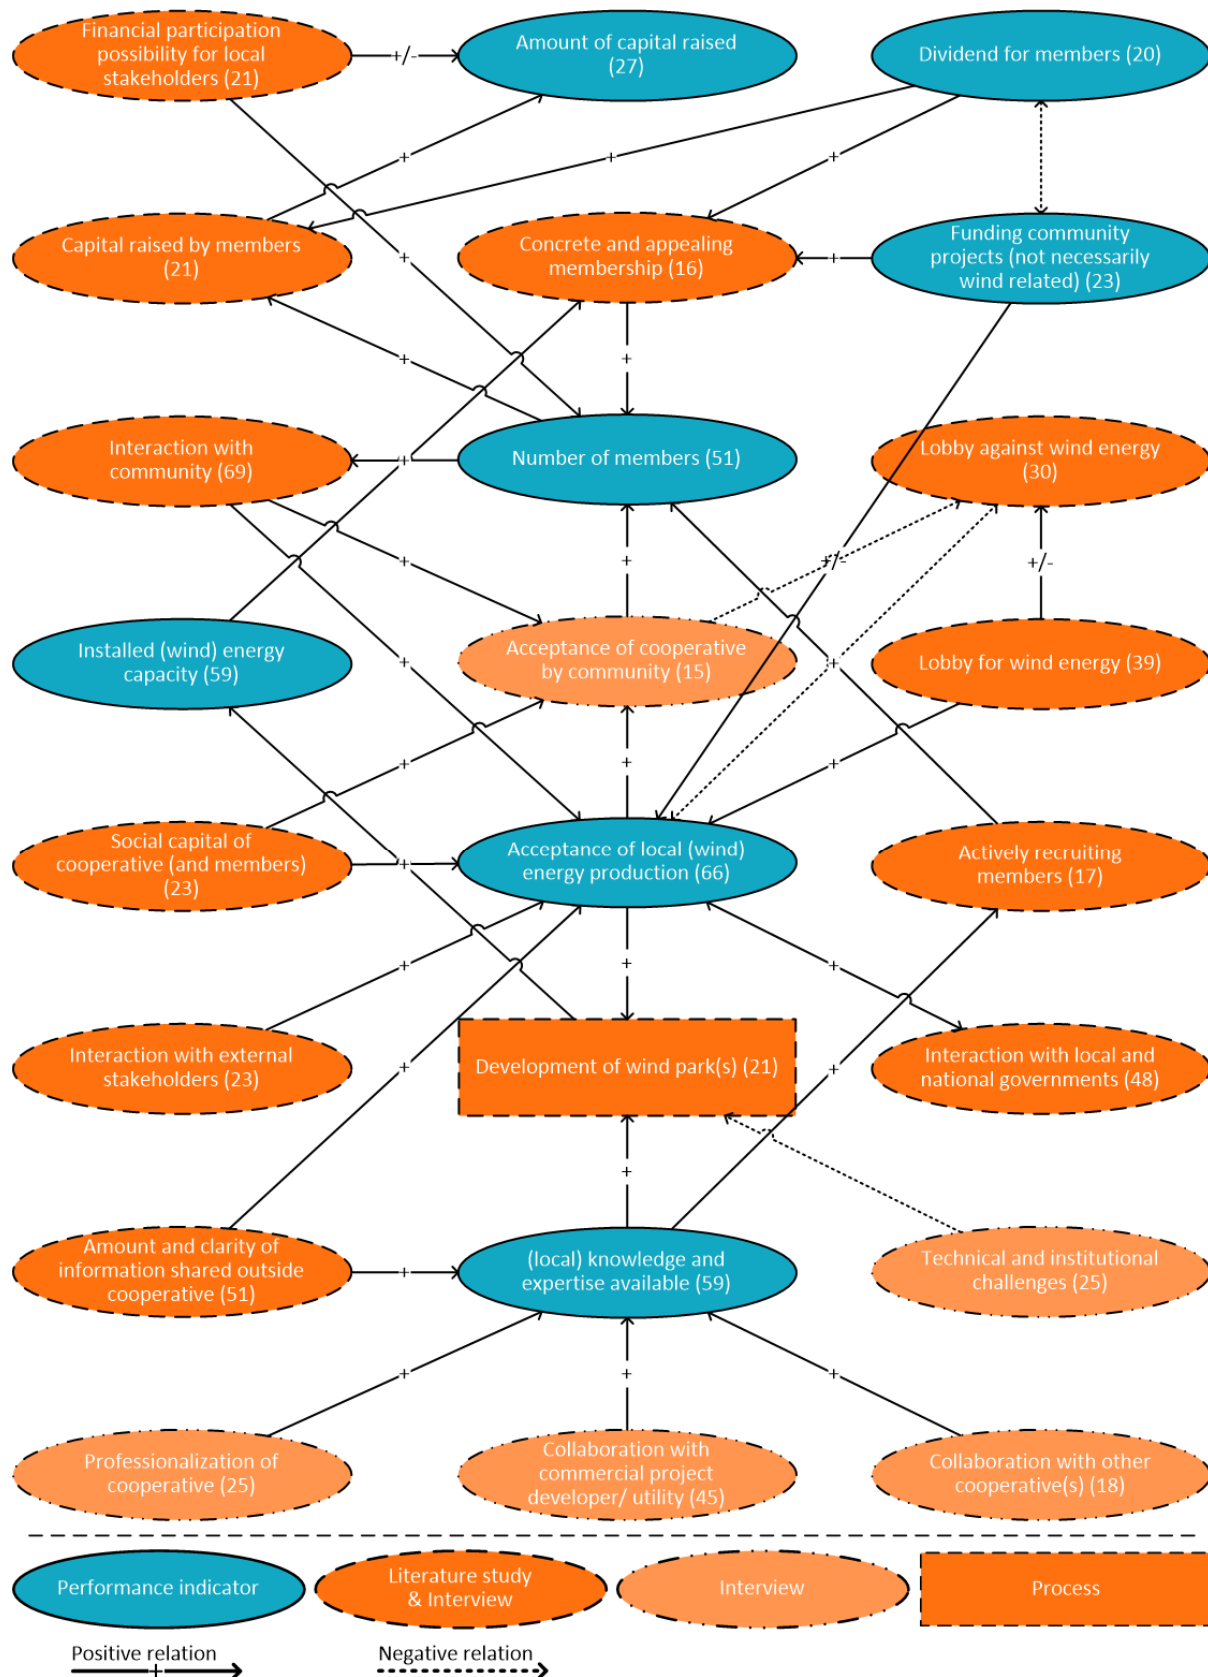 Financial participation
possibility for local
stakeholders (21)
+/-
Amount of capital raised
(27)
Dividend for members (20)
+
+
+
Capital raised by members
(21)
+
Concrete and appealing
membership (16)
+
Funding community
projects (not necessarily
wind related) (23)
+
+
Interaction with
community (69)
+
Number of members (51)
Lobby against wind energy
(30)
+
+
+/-
+/-
Installed (wind) energy
capacity (59)
+
Acceptance of cooperative
by community (15)
+
Lobby for wind energy (39)
+
+
+
Social capital of
cooperative (and members)
(23)
+
Acceptance of local (wind)
energy production (66)
Actively recruiting
members (17)
+
+
+
Interaction with external
stakeholders (23)
+
Development of wind park(s) (21)
Interaction with local and
national governments (48)
+
Amount and clarity of
information shared outside
cooperative (51)
+
(local) knowledge and
expertise available (59)
Technical and institutional
challenges (25)
+
+
+
Professionalization of
cooperative (25)
Collaboration with
commercial project
developer/ utility (45)
Collaboration with other
cooperative(s) (18)
Performance indicator
Literature study
& Interview
Interview
Process
Positive relation
+
Negative relation